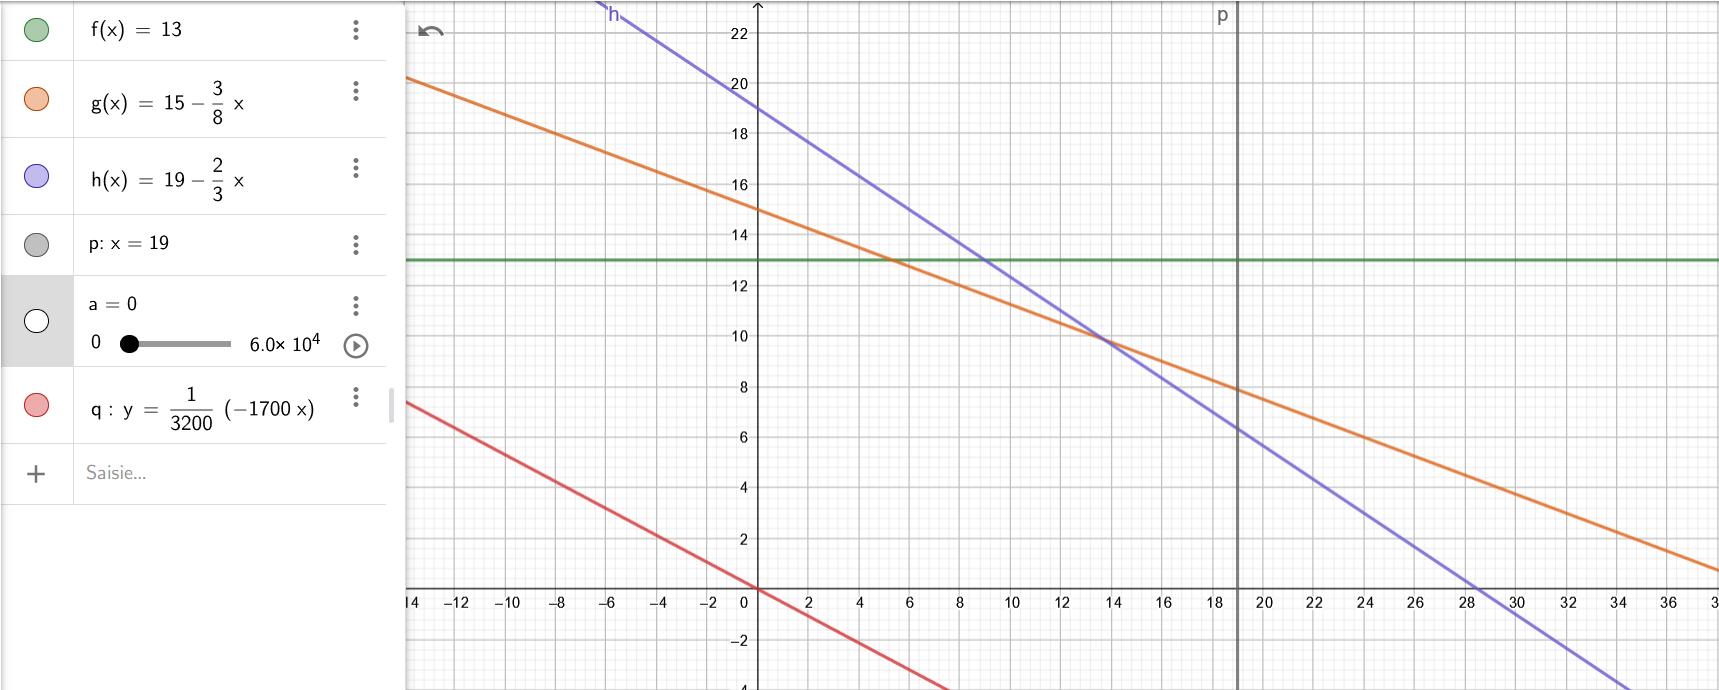 f(x) = 13
g(x) = 15 − 3/8 x
h(x) = 19 − 2/3 x
p: x = 19
a = 0
0 6.0× 10⁴
q : y = 1/3200 (−1700 x)
+ Saisie...
h
p
22
20
18
16
14
12
10
8
6
4
2
14 −12 −10 −8 −6 −4 −2 0 2 4 6 8 10 12 14 16 18 20 22 24 26 28 30 32 34 36 3
−2
−4